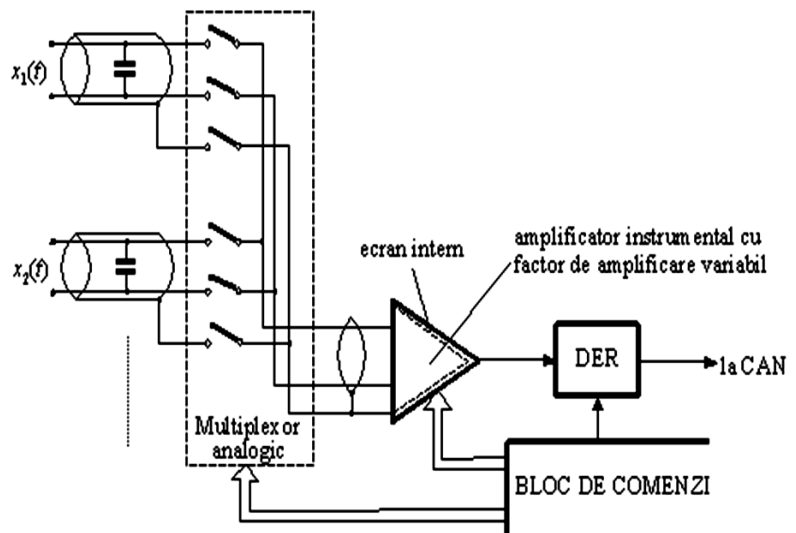 x₁(t)
x₂(t)
ecran intern
amplificator instrumental cu
factor de amplificare variabil
DER
la CAN
Multiplexor
analogic
BLOC DE COMENZI